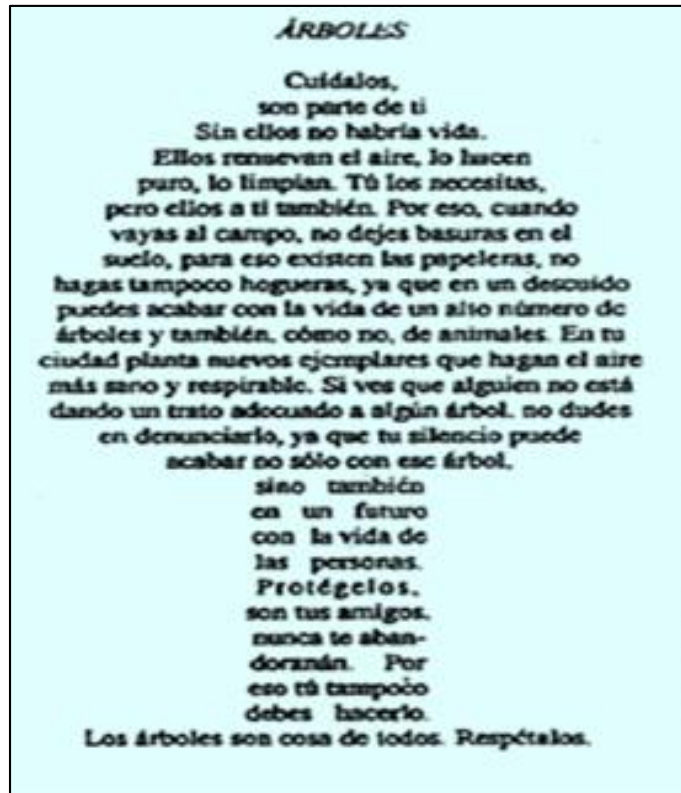 ÁRBOLES
Cuídalos,
son parte de ti
Sin ellos no habría vida.
Ellos renuevan el aire, lo hacen
puro, lo limpian. Tú los necesitas,
pero ellos a ti también. Por eso, cuando
vayas al campo, no dejes basuras en el
suelo, para eso existen las papeleras, no
hagas tampoco hogueras, ya que en un descuido
puedes acabar con la vida de un alto número de
árboles y también, cómo no, de animales. En tu
ciudad planta nuevos ejemplares que hagan el aire
más sano y respirable. Si ves que alguien no está
dando un trato adecuado a algún árbol, no dudes
en denunciarlo, ya que tu silencio puede
acabar no sólo con ese árbol,
sino también
en un futuro
con la vida de
las personas.
Protégelos,
son tus amigos,
nunca te aban-
doranán. Por
eso tú tampoco
debes hacerlo.
Los árboles son cosa de todos. Respétalos.